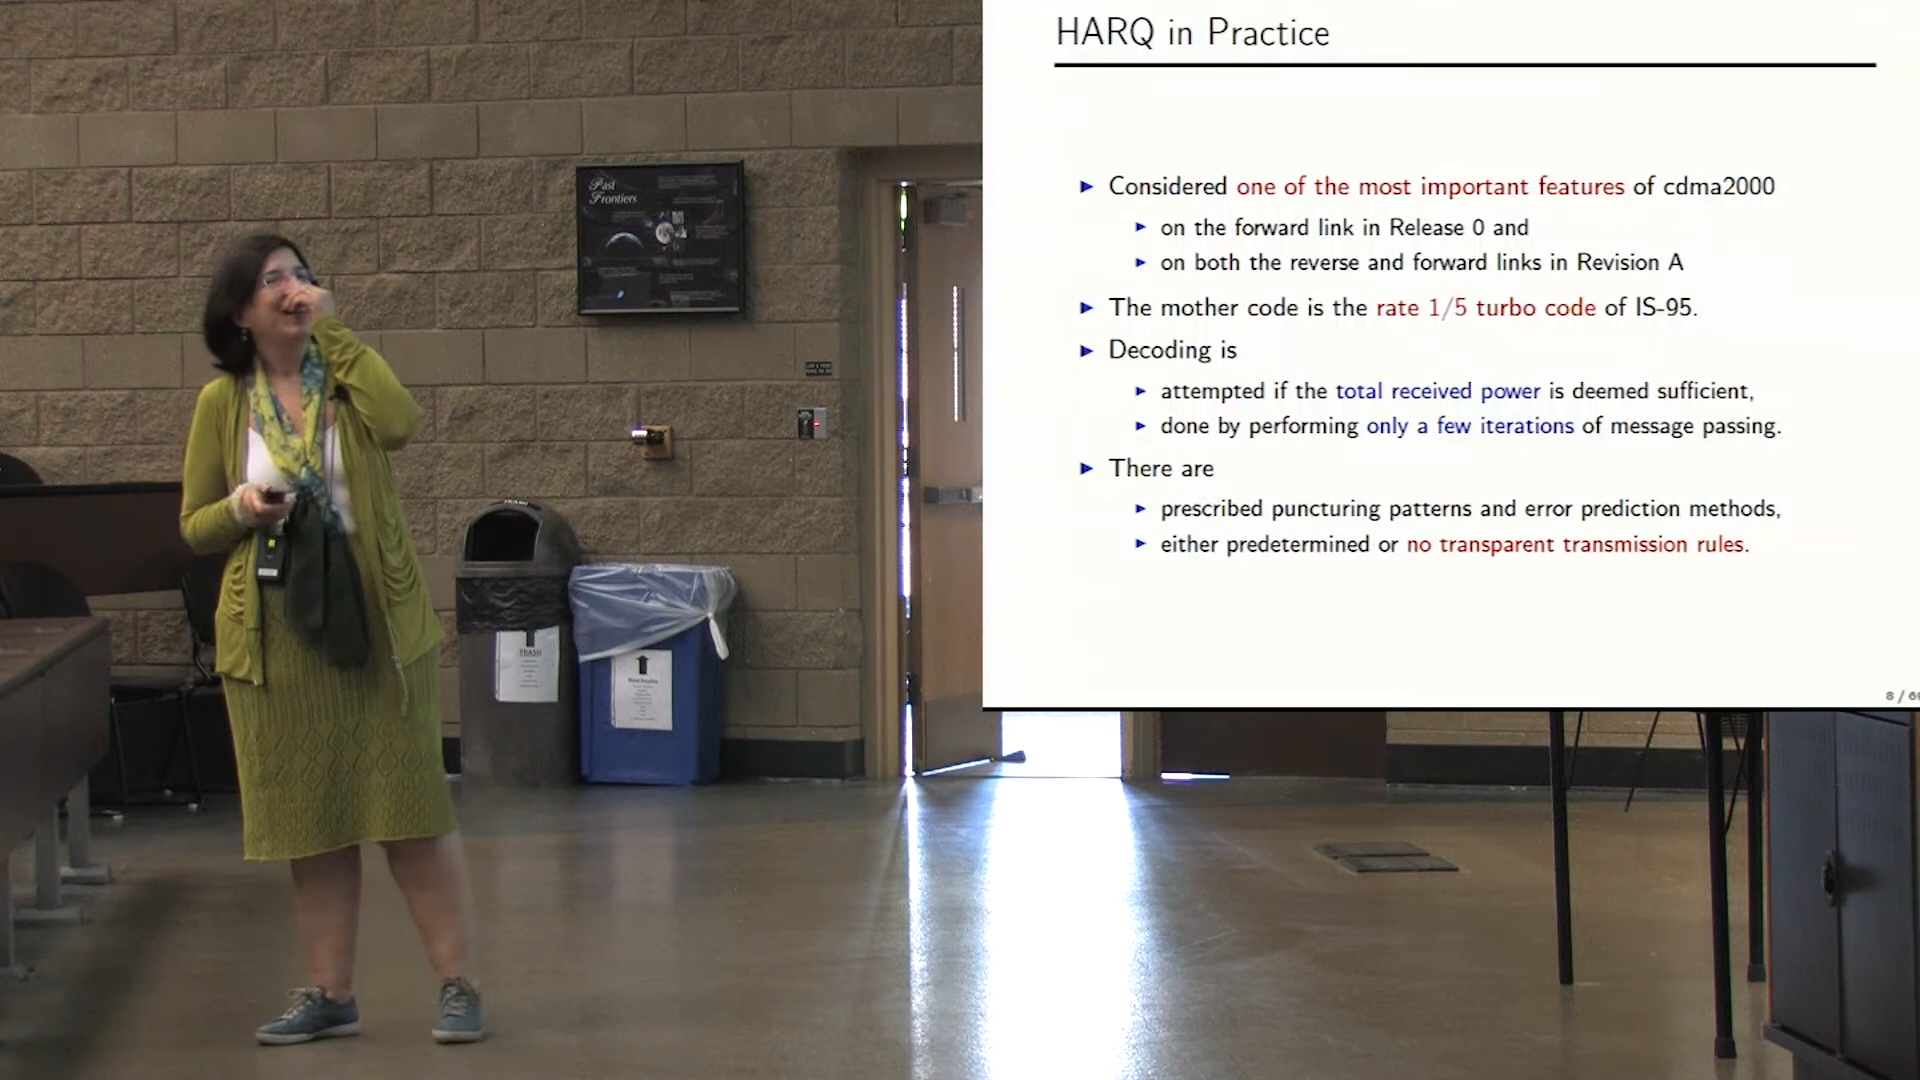 HARQ in Practice
Considered one of the most important features of cdma2000
on the forward link in Release 0 and
on both the reverse and forward links in Revision A
The mother code is the rate 1/5 turbo code of IS-95.
Decoding is
attempted if the total received power is deemed sufficient,
done by performing only a few iterations of message passing.
There are
prescribed puncturing patterns and error prediction methods,
either predetermined or no transparent transmission rules.
8 / 6
Past
Frontiers
TRASH